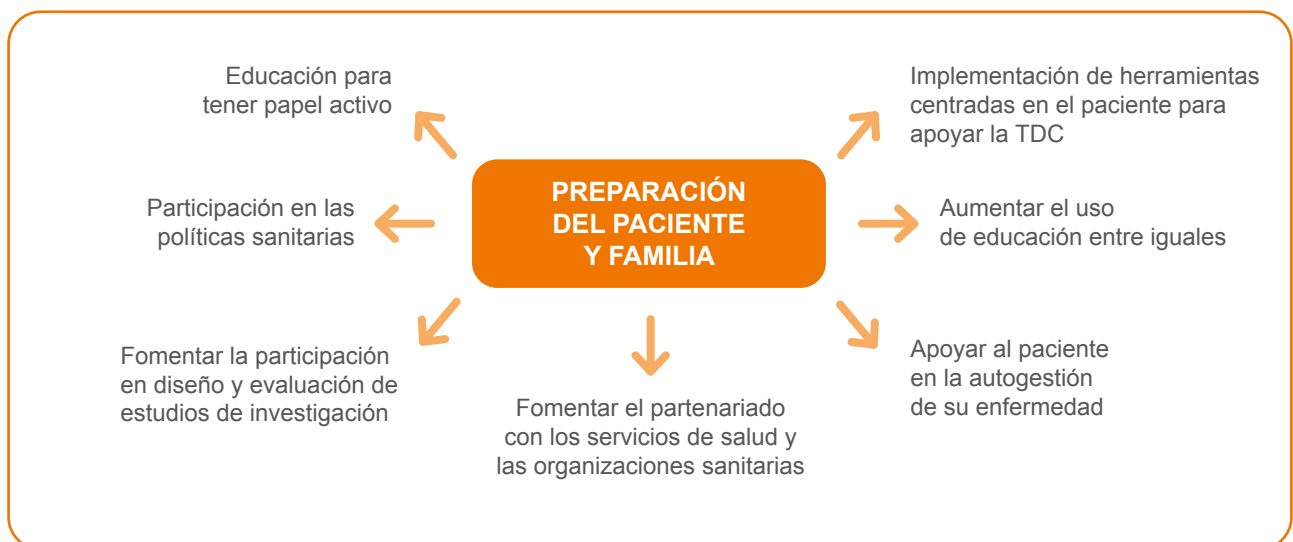 Educación para
tener papel activo
Implementación de herramientas
centradas en el paciente para
apoyar la TDC
PREPARACIÓN
DEL PACIENTE
Y FAMILIA
Participación en las
políticas sanitarias
Aumentar el uso
de educación entre iguales
Fomentar la participación
en diseño y evaluación de
estudios de investigación
Fomentar el partenariado
con los servicios de salud y
las organizaciones sanitarias
Apoyar al paciente
en la autogestión
de su enfermedad